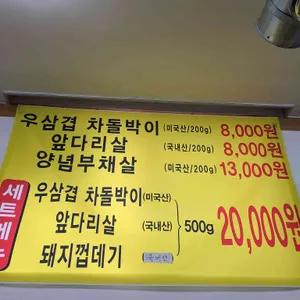 우삼겹 차돌박이 (미국산/200g) 8,000원
앞다리살 (국내산/200g) 8,000원
양념부채살 (미국산/200g) 13,000원
세트메뉴
우삼겹 차돌박이 (미국산)
앞다리살 (국내산) 500g 20,000원
돼지껍데기